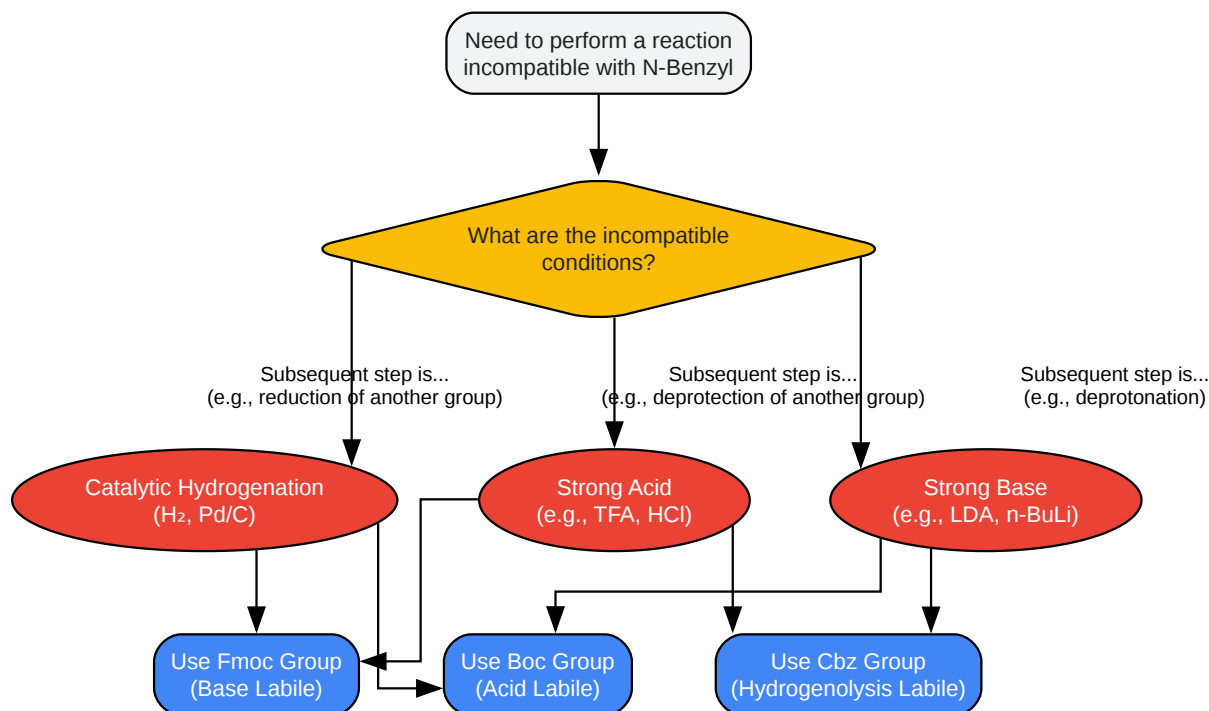 Need to perform a reaction
incompatible with N-Benzyl
What are the incompatible
conditions?
Subsequent step is...
(e.g., reduction of another group)
Subsequent step is...
(e.g., deprotection of another group)
Subsequent step is...
(e.g., deprotonation)
Catalytic Hydrogenation
(H₂, Pd/C)
Strong Acid
(e.g., TFA, HCl)
Strong Base
(e.g., LDA, n-BuLi)
Use Fmoc Group
(Base Labile)
Use Boc Group
(Acid Labile)
Use Cbz Group
(Hydrogenolysis Labile)